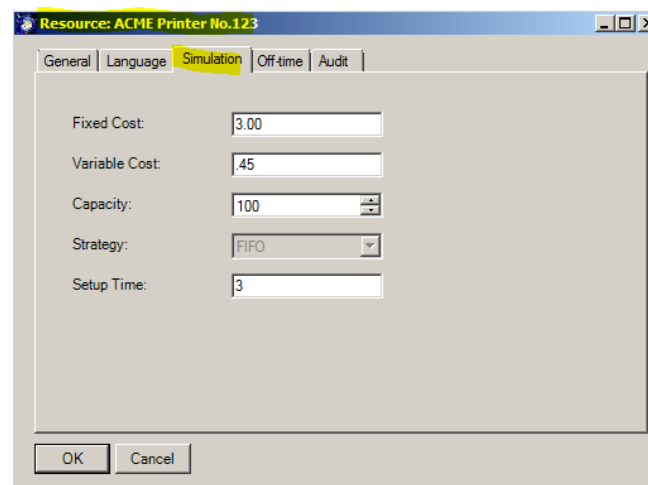 Resource: ACME Printer No.123
General Language Simulation Off-time Audit
Fixed Cost: 3.00
Variable Cost: .45
Capacity: 100
Strategy: FIFO
Setup Time: 3
OK Cancel